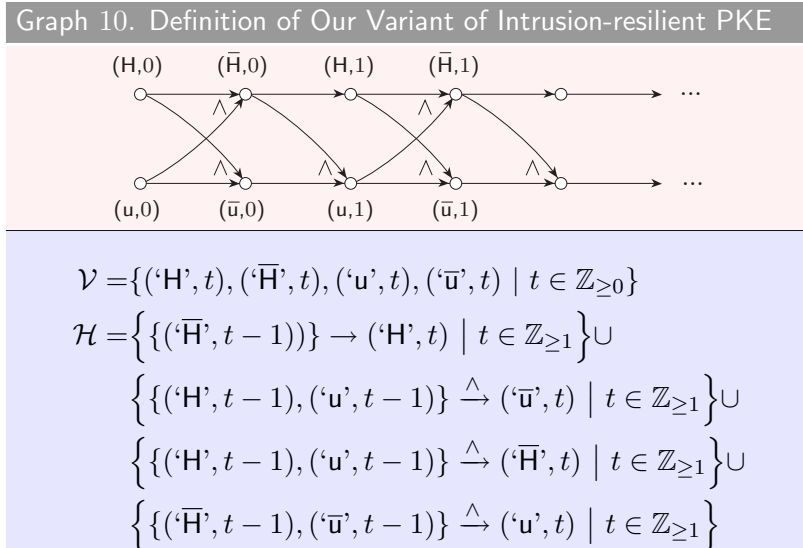 Graph 10. Definition of Our Variant of Intrusion-resilient PKE
(H,0) (H̅,0) (H,1) (H̅,1)
∧ ∧ ...
∧ ∧ ∧ ∧ ...
(u,0) (u̅,0) (u,1) (u̅,1)
𝒱 ={(‘H’, t), (‘H̅’, t), (‘u’, t), (‘u̅’, t) | t ∈ ℤ≥0}
ℋ ={ {(‘H̅’, t − 1))} → (‘H’, t) | t ∈ ℤ≥1}∪
{ {(‘H’, t − 1), (‘u’, t − 1)} →^∧ (‘u̅’, t) | t ∈ ℤ≥1}∪
{ {(‘H’, t − 1), (‘u’, t − 1)} →^∧ (‘H̅’, t) | t ∈ ℤ≥1}∪
{ {(‘H̅’, t − 1), (‘u̅’, t − 1)} →^∧ (‘u’, t) | t ∈ ℤ≥1}